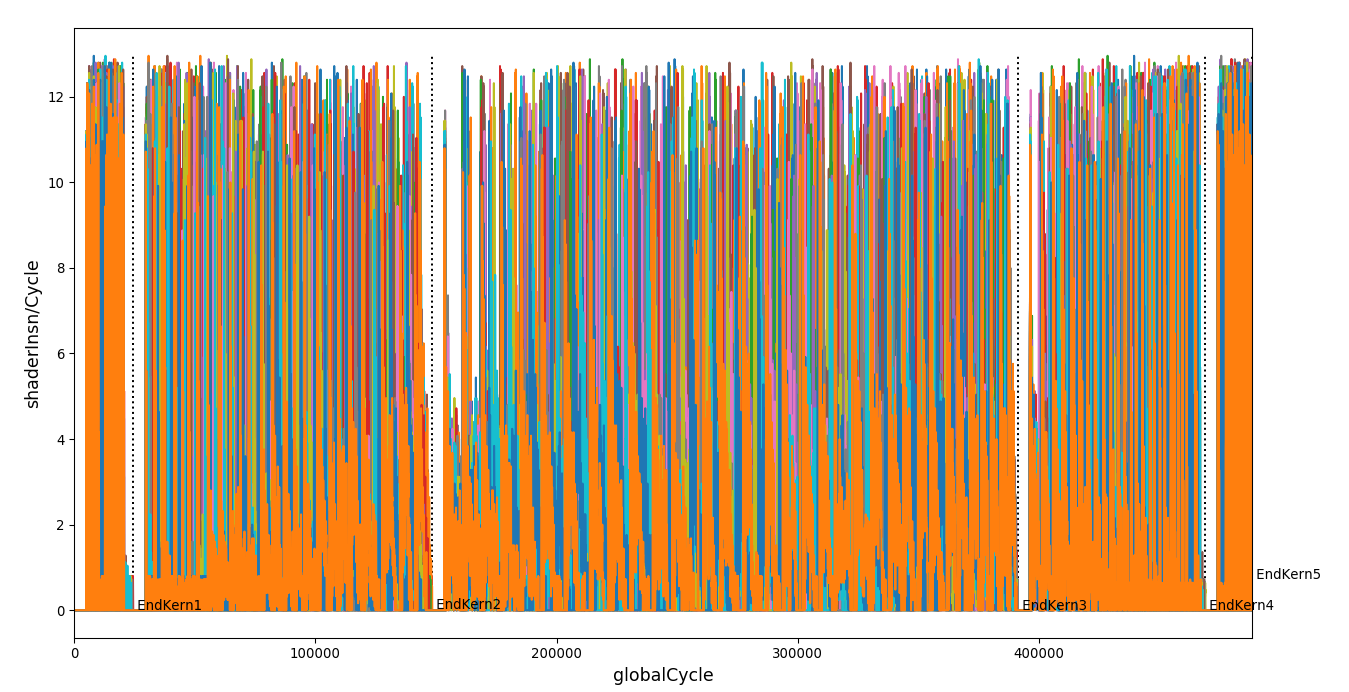 shaderInsn/Cycle
12
10
8
6
4
2
0
EndKern1
EndKern2
EndKern3
EndKern4
EndKern5
0
100000
200000
300000
400000
globalCycle